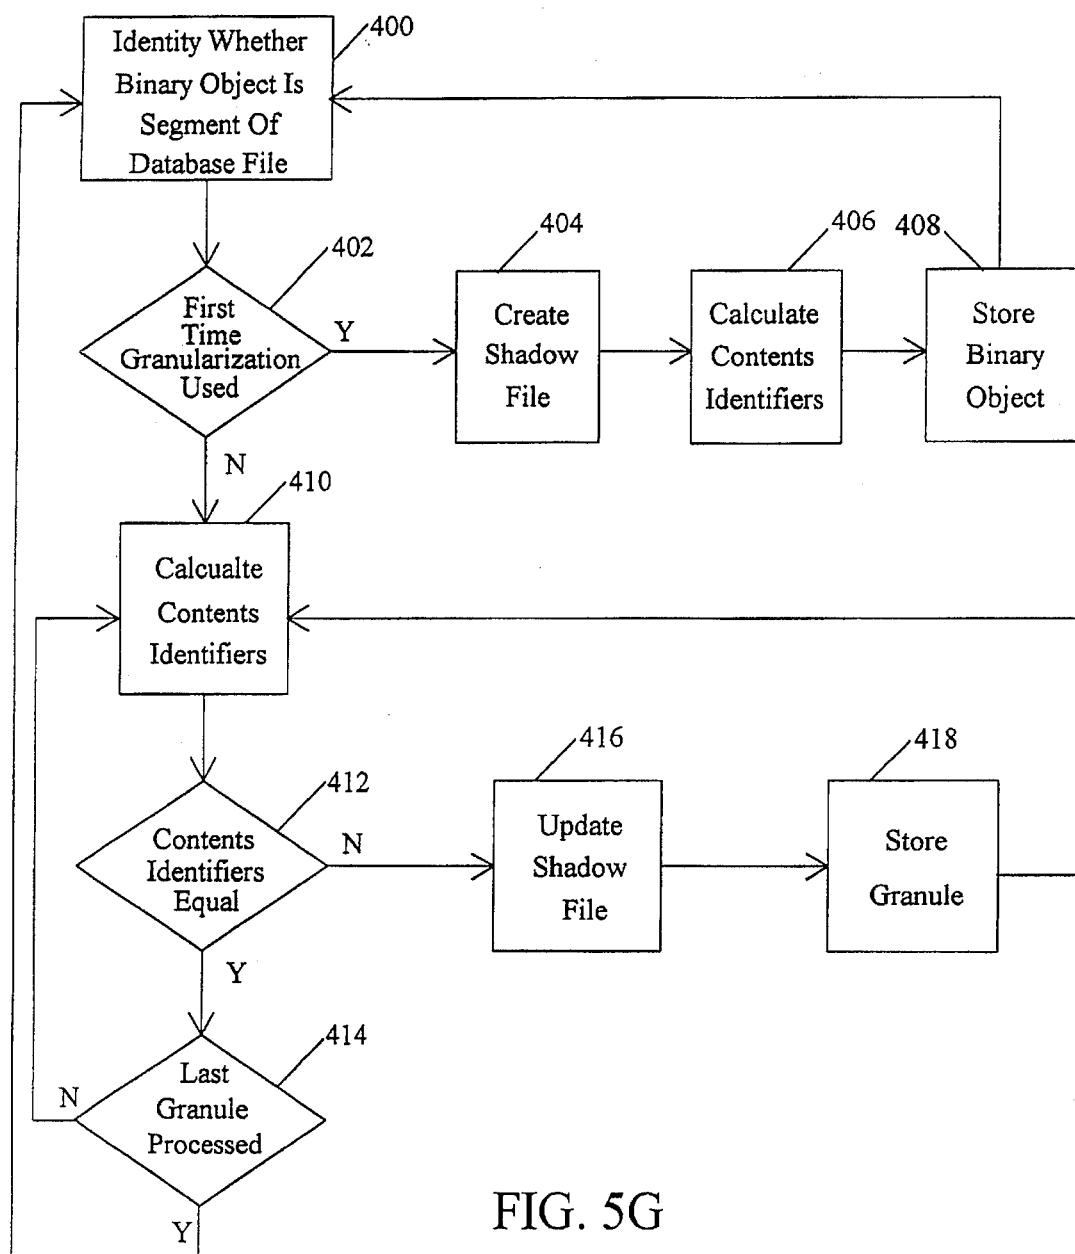 Identity Whether
Binary Object Is
Segment Of
Database File
400
402
First
Time
Granularization
Used
Y
N
404
Create
Shadow
File
406
Calculate
Contents
Identifiers
408
Store
Binary
Object
410
Calcualte
Contents
Identifiers
412
Contents
Identifiers
Equal
N
Y
416
Update
Shadow
File
418
Store
Granule
414
Last
Granule
Processed
N
Y
FIG. 5G